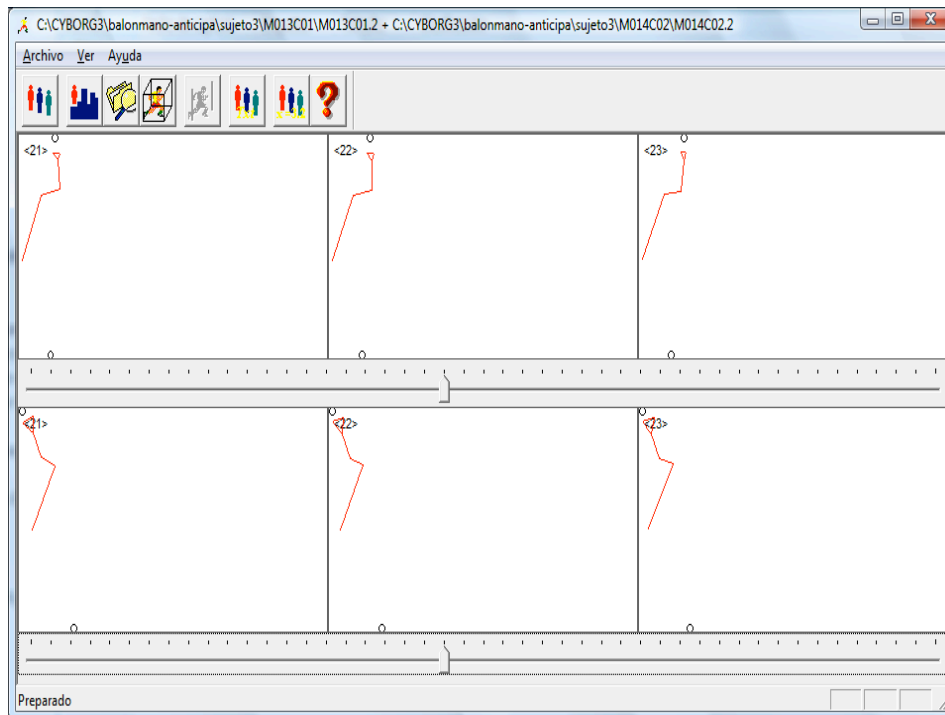 C:\CYBORG3\balonmano-anticipa\sujeto3\M013C01\M013C01.2 + C:\CYBORG3\balonmano-anticipa\sujeto3\M014C02\M014C02.2
Archivo Ver Ayuda
<21> <22> <23>
<21> <22> <23>
Preparado